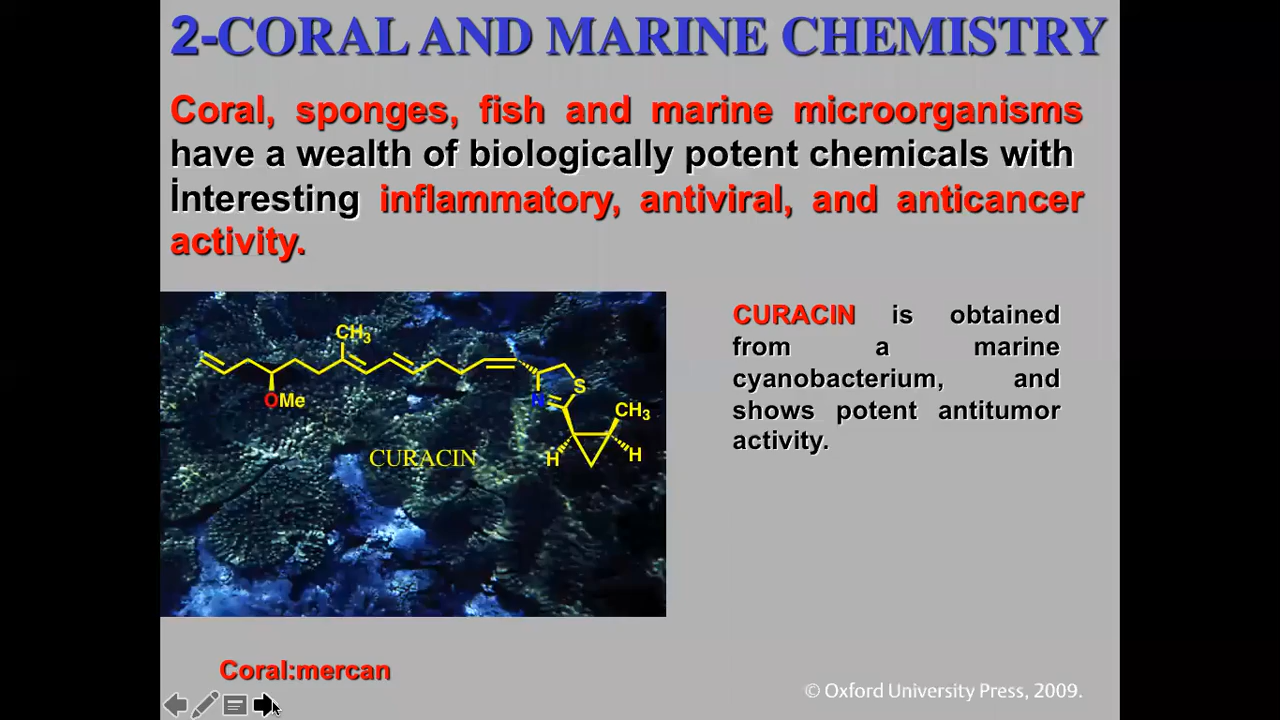 2-CORAL AND MARINE CHEMISTRY
Coral, sponges, fish and marine microorganisms
have a wealth of biologically potent chemicals with
İnteresting inflammatory, antiviral, and anticancer
activity.
CH3
OMe
N
S
CH3
H
H
CURACIN
CURACIN is obtained
from a marine
cyanobacterium, and
shows potent antitumor
activity.
Coral:mercan
© Oxford University Press, 2009.